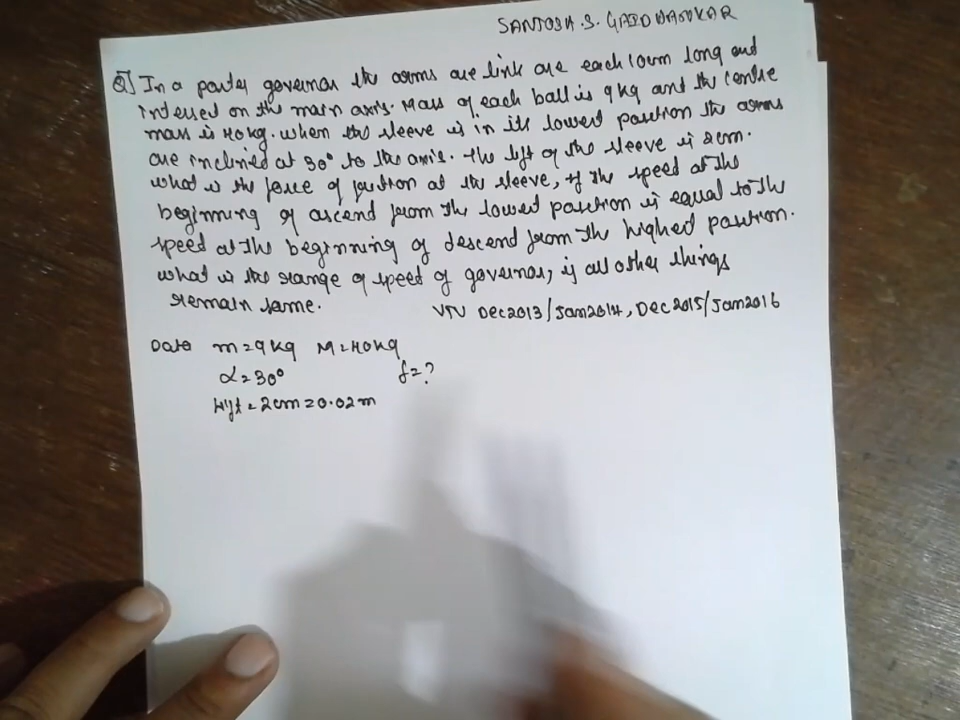 SANTOSH.S. GAIDHANKAR
Q] In a porter governor the arms are link are each 10cm long and
intersed on the main axis. Mass of each ball is 9kg and the centre
mass is 40kg. when the sleeve is in its lowest position the arms
are inclined at 30° to the axis. The lift of the sleeve is 2cm.
what is the force of friction at the sleeve, if the speed at the
beginning of ascend from the lowest position is equal to the
speed at the beginning of descend from the highest position.
what is the range of speed of governor, if all other things
remain same.
VTU Dec2013/Jan2014, Dec2015/Jan2016
Data m=9kg M=40kg
α=30° f=?
lift=2cm=0.02m